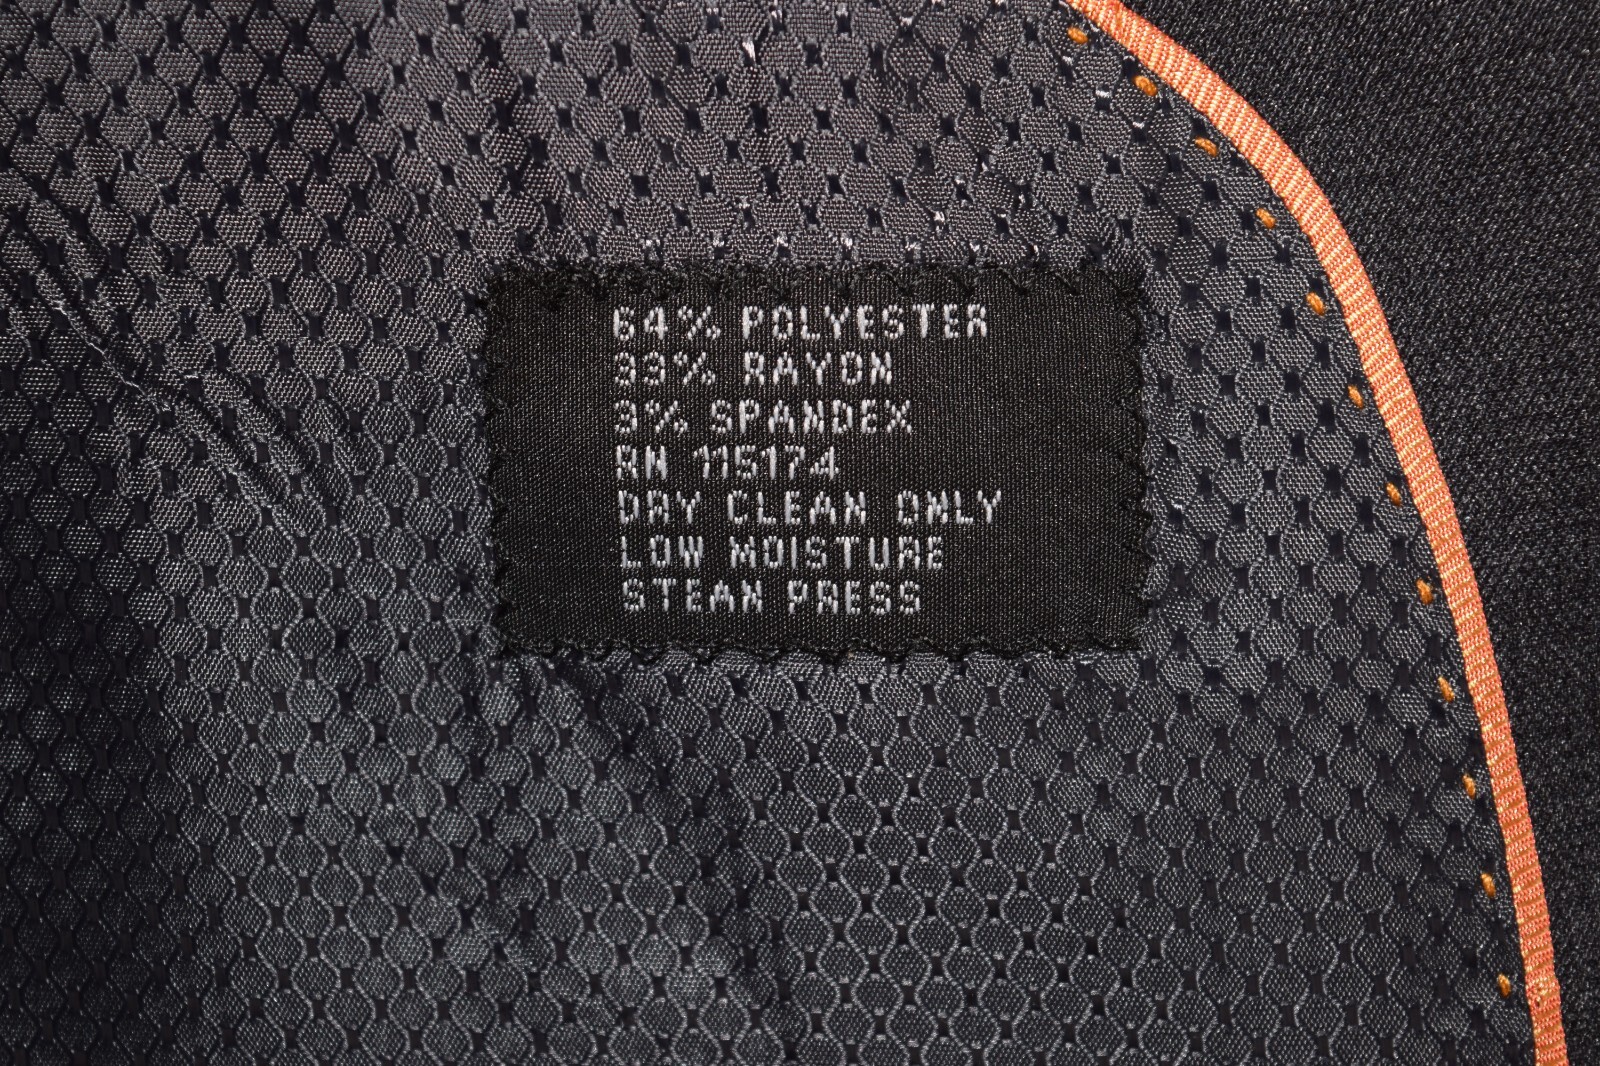 64% POLYESTER
33% RAYON
3% SPANDEX
RN 115174
DRY CLEAN ONLY
LOW MOISTURE
STEAM PRESS